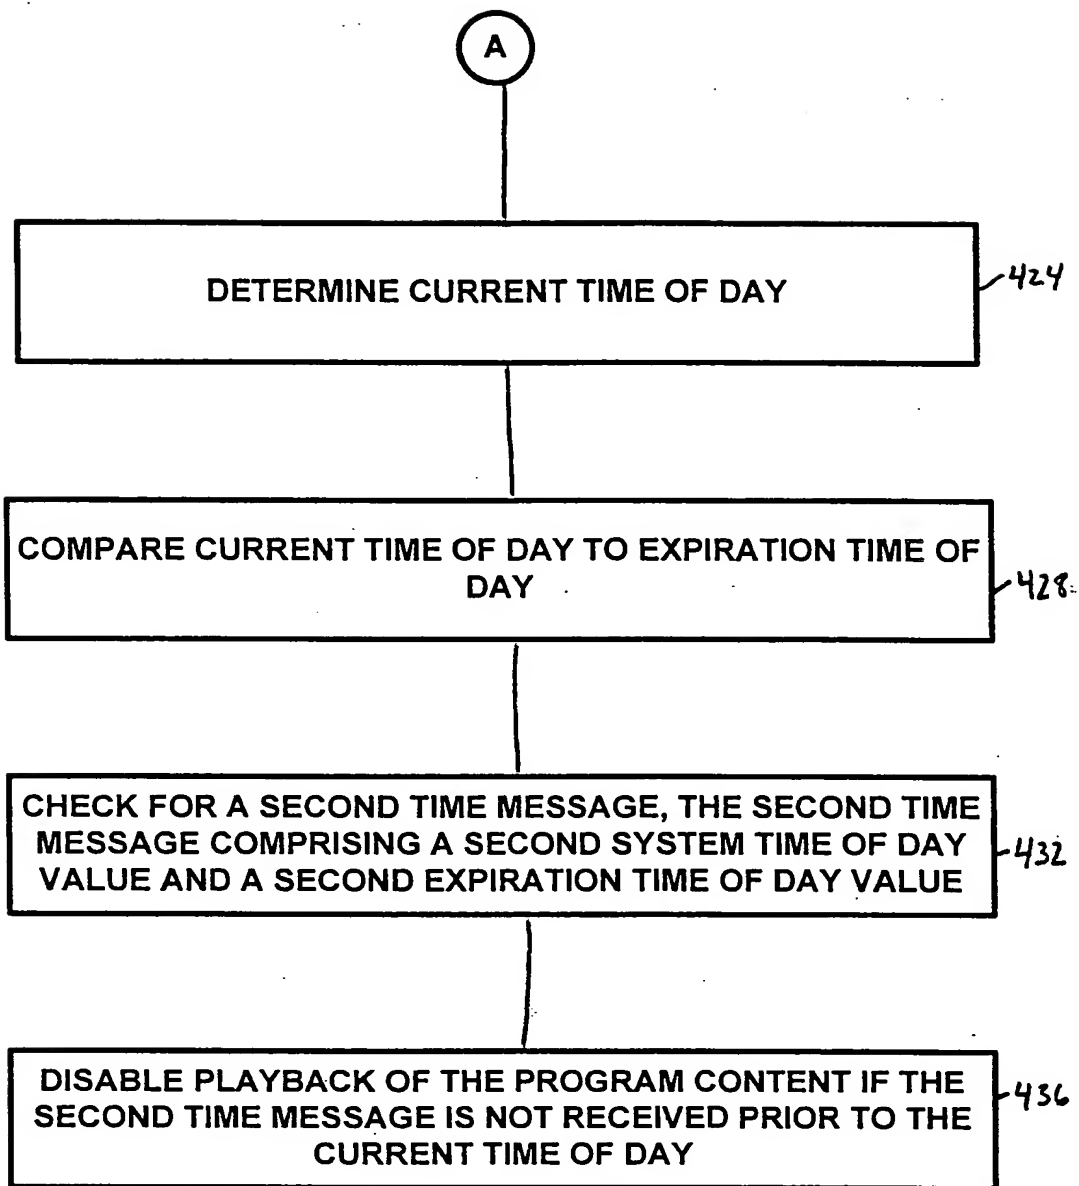 A
DETERMINE CURRENT TIME OF DAY
424
COMPARE CURRENT TIME OF DAY TO EXPIRATION TIME OF
DAY
428
CHECK FOR A SECOND TIME MESSAGE, THE SECOND TIME
MESSAGE COMPRISING A SECOND SYSTEM TIME OF DAY
VALUE AND A SECOND EXPIRATION TIME OF DAY VALUE
432
DISABLE PLAYBACK OF THE PROGRAM CONTENT IF THE
SECOND TIME MESSAGE IS NOT RECEIVED PRIOR TO THE
CURRENT TIME OF DAY
436